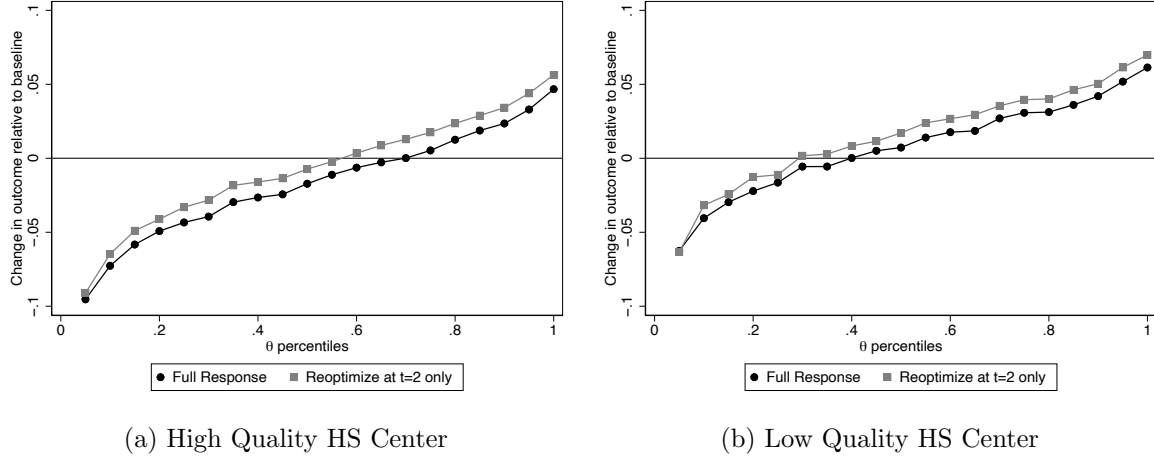 Change in outcome relative to baseline
.1
.05
0
-.05
-.1
0
.2
.4
.6
.8
1
θ percentiles
Full Response
Reoptimize at t=2 only
(a) High Quality HS Center
Change in outcome relative to baseline
.1
.05
0
-.05
-.1
0
.2
.4
.6
.8
1
θ percentiles
Full Response
Reoptimize at t=2 only
(b) Low Quality HS Center